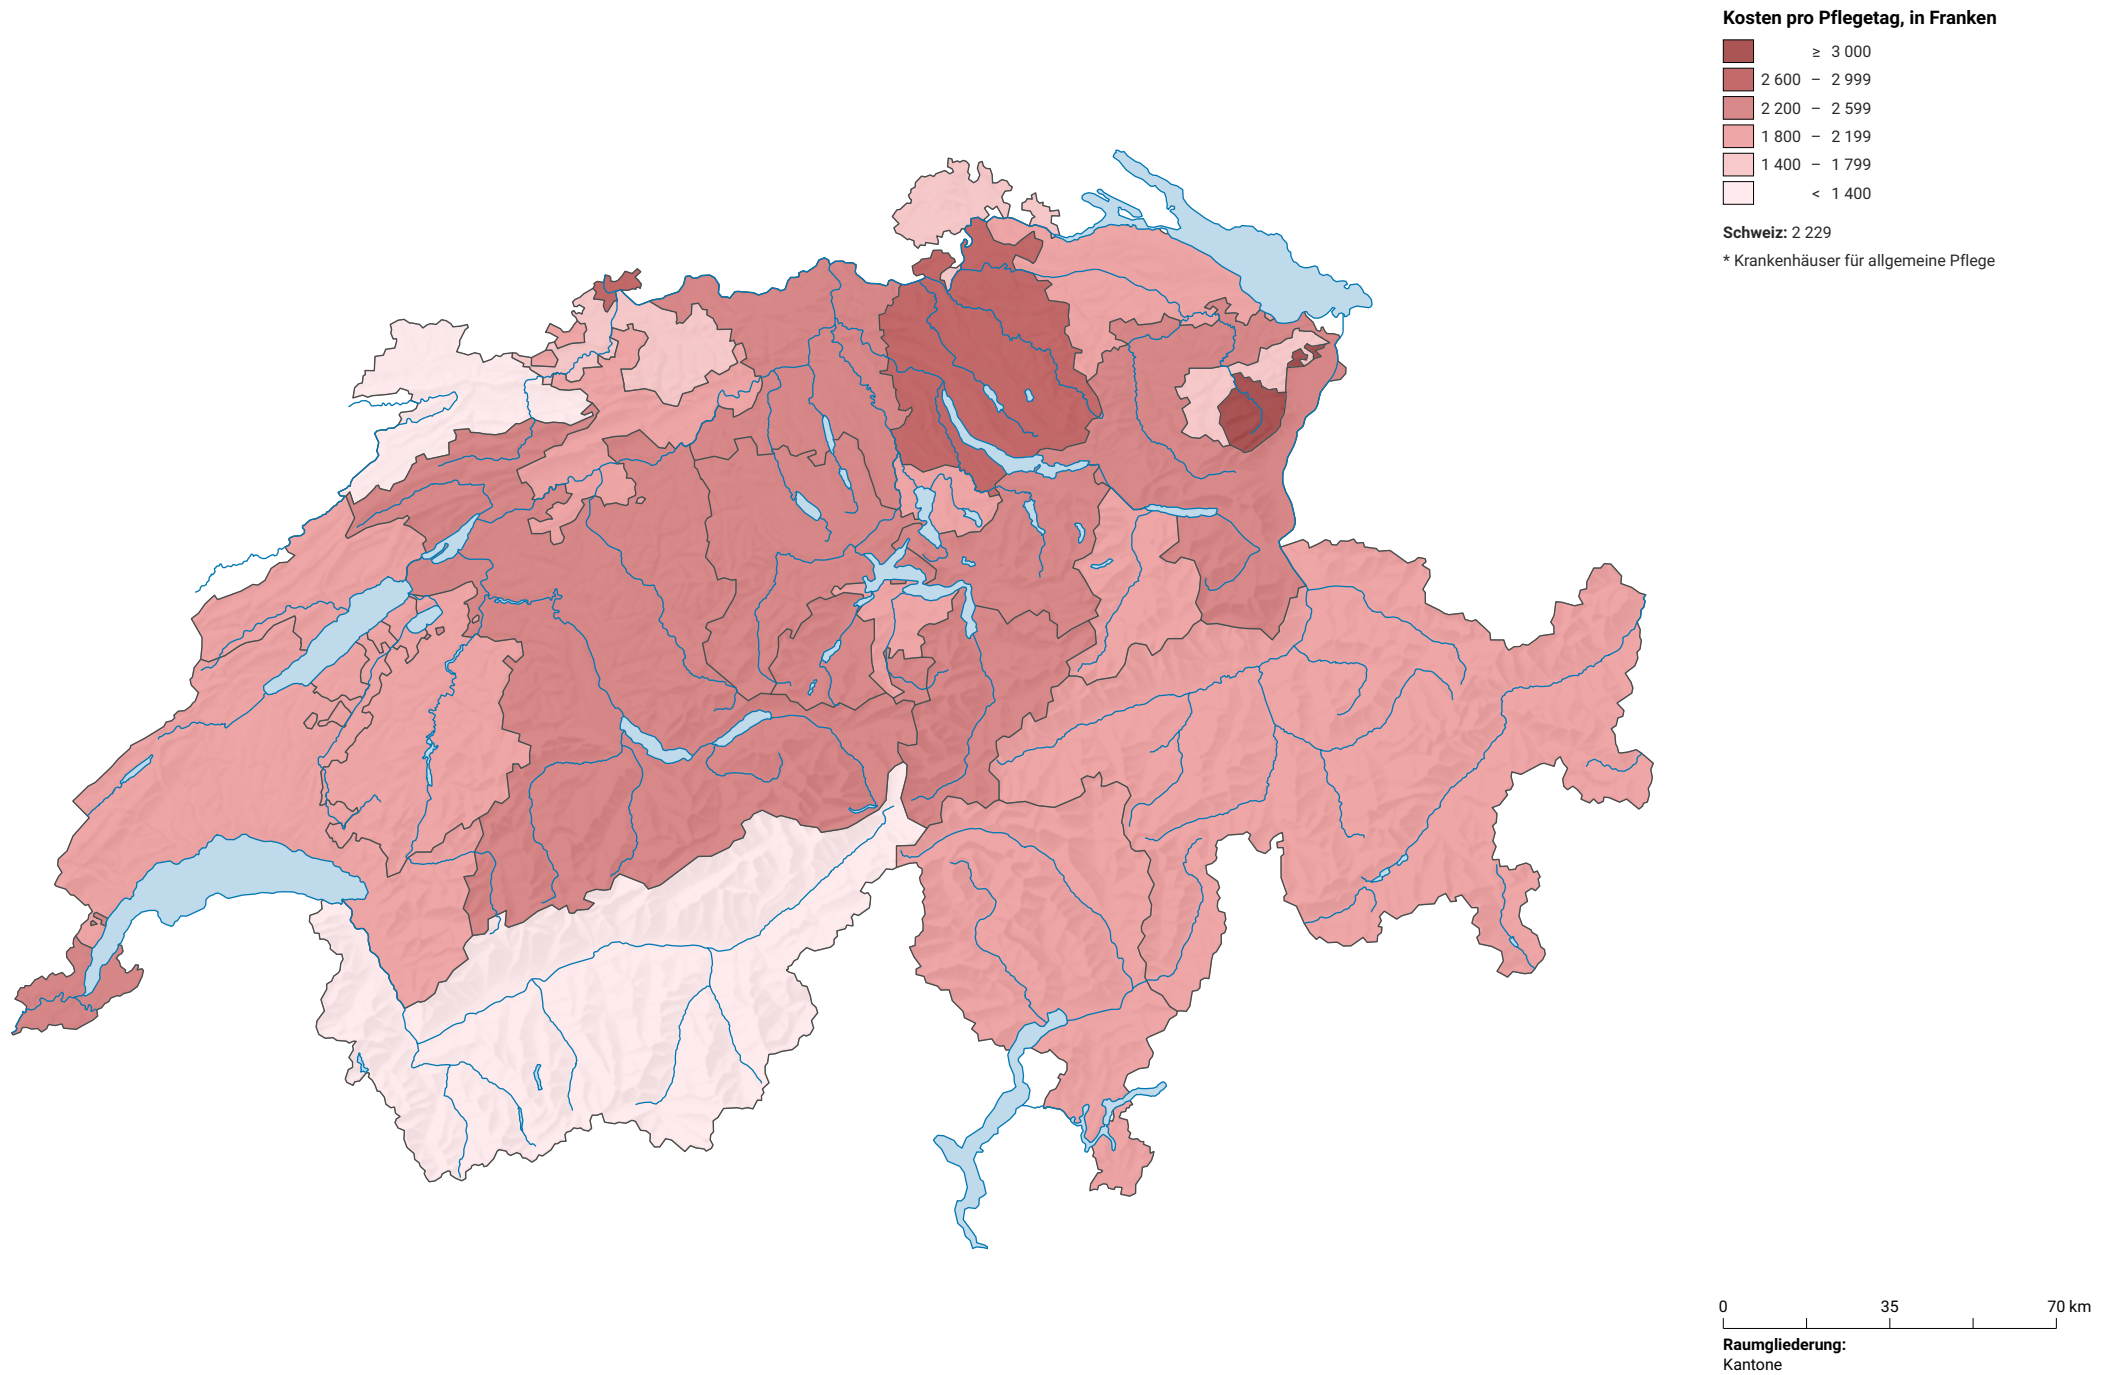 Kosten pro Pflegetag, in Franken
≥ 3 000
2 600 – 2 999
2 200 – 2 599
1 800 – 2 199
1 400 – 1 799
< 1 400
Schweiz: 2 229
* Krankenhäuser für allgemeine Pflege
0 35 70 km
Raumgliederung:
Kantone